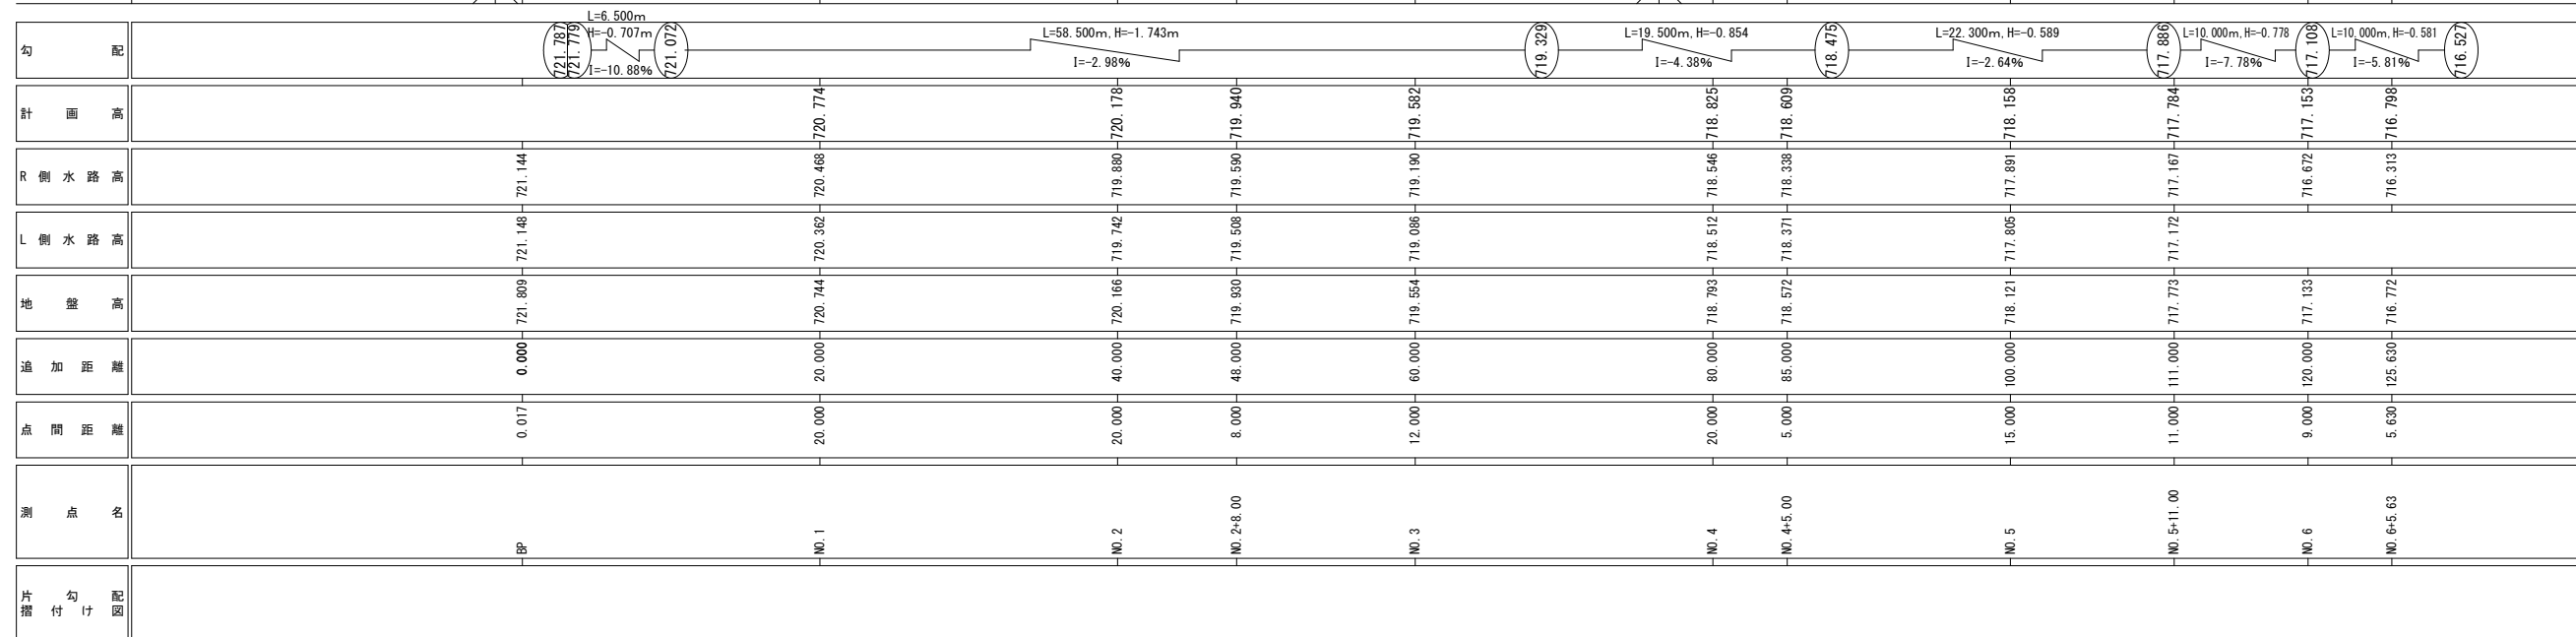 勾配
721.787
721.779
L=6.500m
H=-0.707m
I=-10.88%
721.072
L=58.500m,H=-1.743m
I=-2.98%
719.329
L=19.500m,H=-0.854
I=-4.38%
718.475
L=22.300m,H=-0.589
I=-2.64%
717.886
L=10.000m,H=-0.778
I=-7.78%
717.108
L=10.000m,H=-0.581
I=-5.81%
716.527
計画高
720.774
720.178
719.940
719.582
718.825
718.609
718.158
717.784
717.153
716.798
R側水路高
721.144
720.468
719.880
719.590
719.190
718.546
718.338
717.891
717.167
716.672
716.313
L側水路高
721.148
720.362
719.742
719.508
719.086
718.512
718.371
717.805
717.172
地盤高
721.809
720.744
720.166
719.930
719.554
718.793
718.572
718.121
717.773
717.133
716.772
追加距離
0.000
20.000
40.000
48.000
60.000
80.000
85.000
100.000
111.000
120.000
125.630
点間距離
0.017
20.000
20.000
8.000
12.000
20.000
5.000
15.000
11.000
9.000
5.630
測点名
BP
NO.1
NO.2
NO.2+8.00
NO.3
NO.4
NO.4+5.00
NO.5
NO.5+11.00
NO.6
NO.6+5.63
片勾配
摺付け図